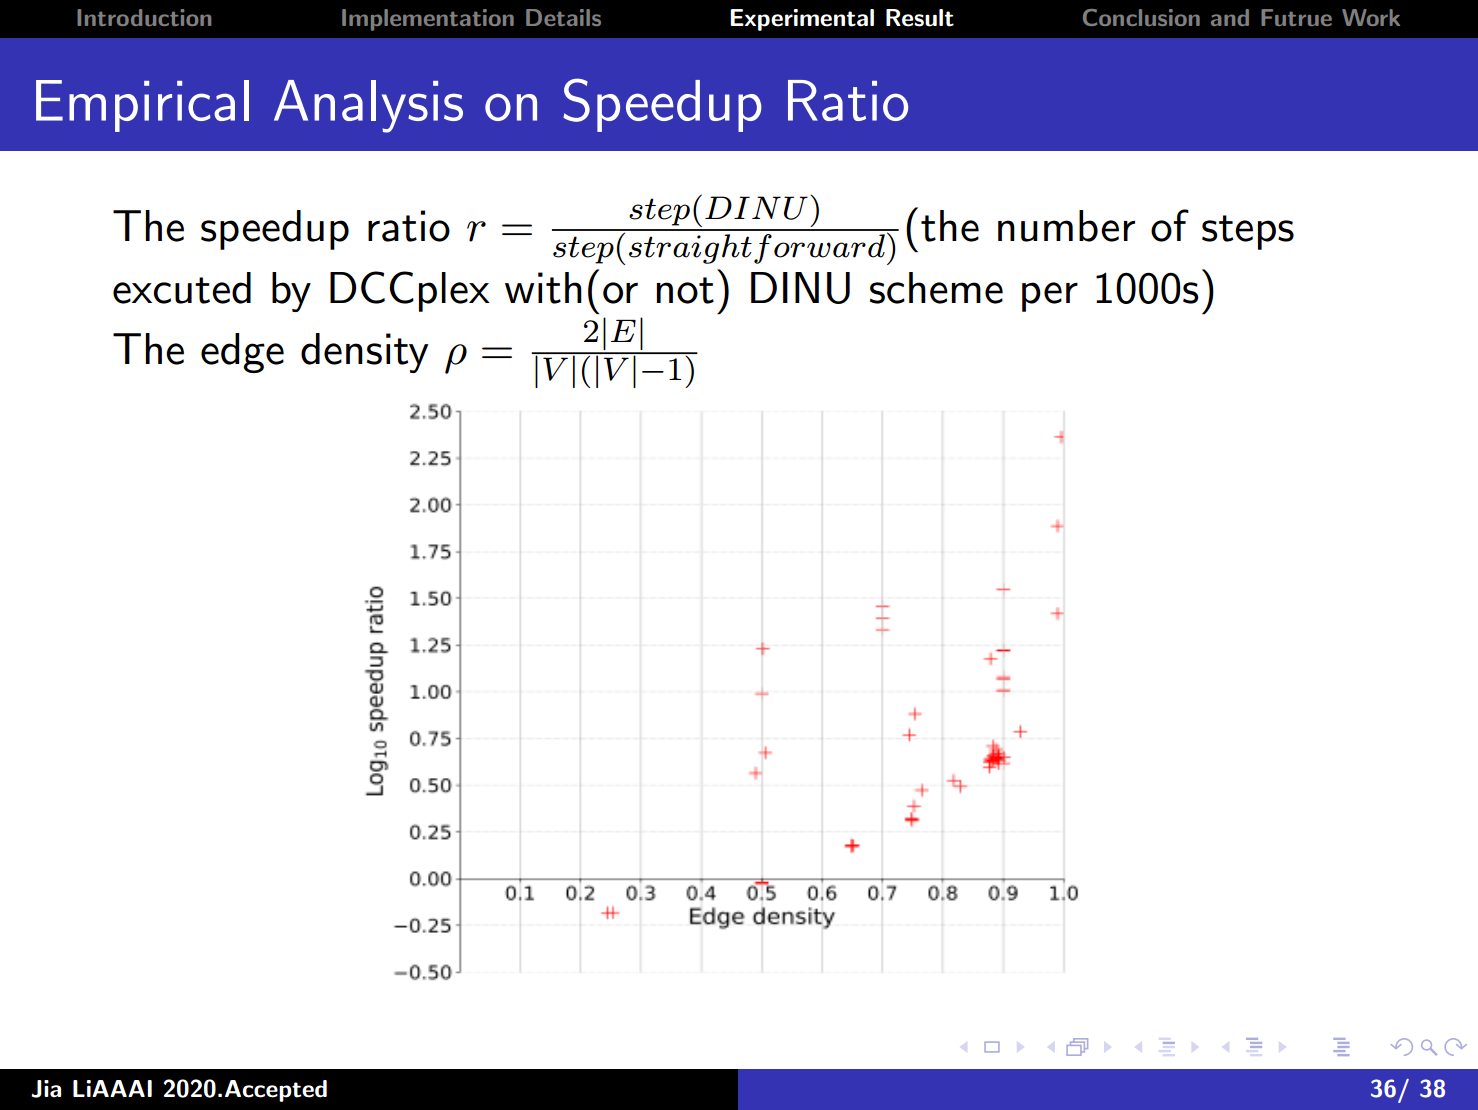 Introduction Implementation Details Experimental Result Conclusion and Futrue Work
Empirical Analysis on Speedup Ratio
The speedup ratio r = step(DINU)/step(straightforward) (the number of steps
excuted by DCCplex with(or not) DINU scheme per 1000s)
The edge density ρ = 2|E|/|V|(|V|−1)
2.50
2.25
2.00
1.75
1.50
1.25
1.00
0.75
0.50
0.25
0.00
−0.25
−0.50
Log10 speedup ratio
0.1 0.2 0.3 0.4 0.5 0.6 0.7 0.8 0.9 1.0
Edge density
Jia LiAAAI 2020.Accepted 36/ 38